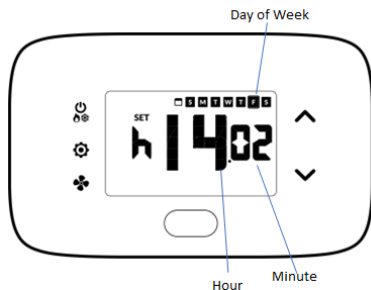 Day of Week
S M T W T F S
SET
h 14.02
Hour
Minute